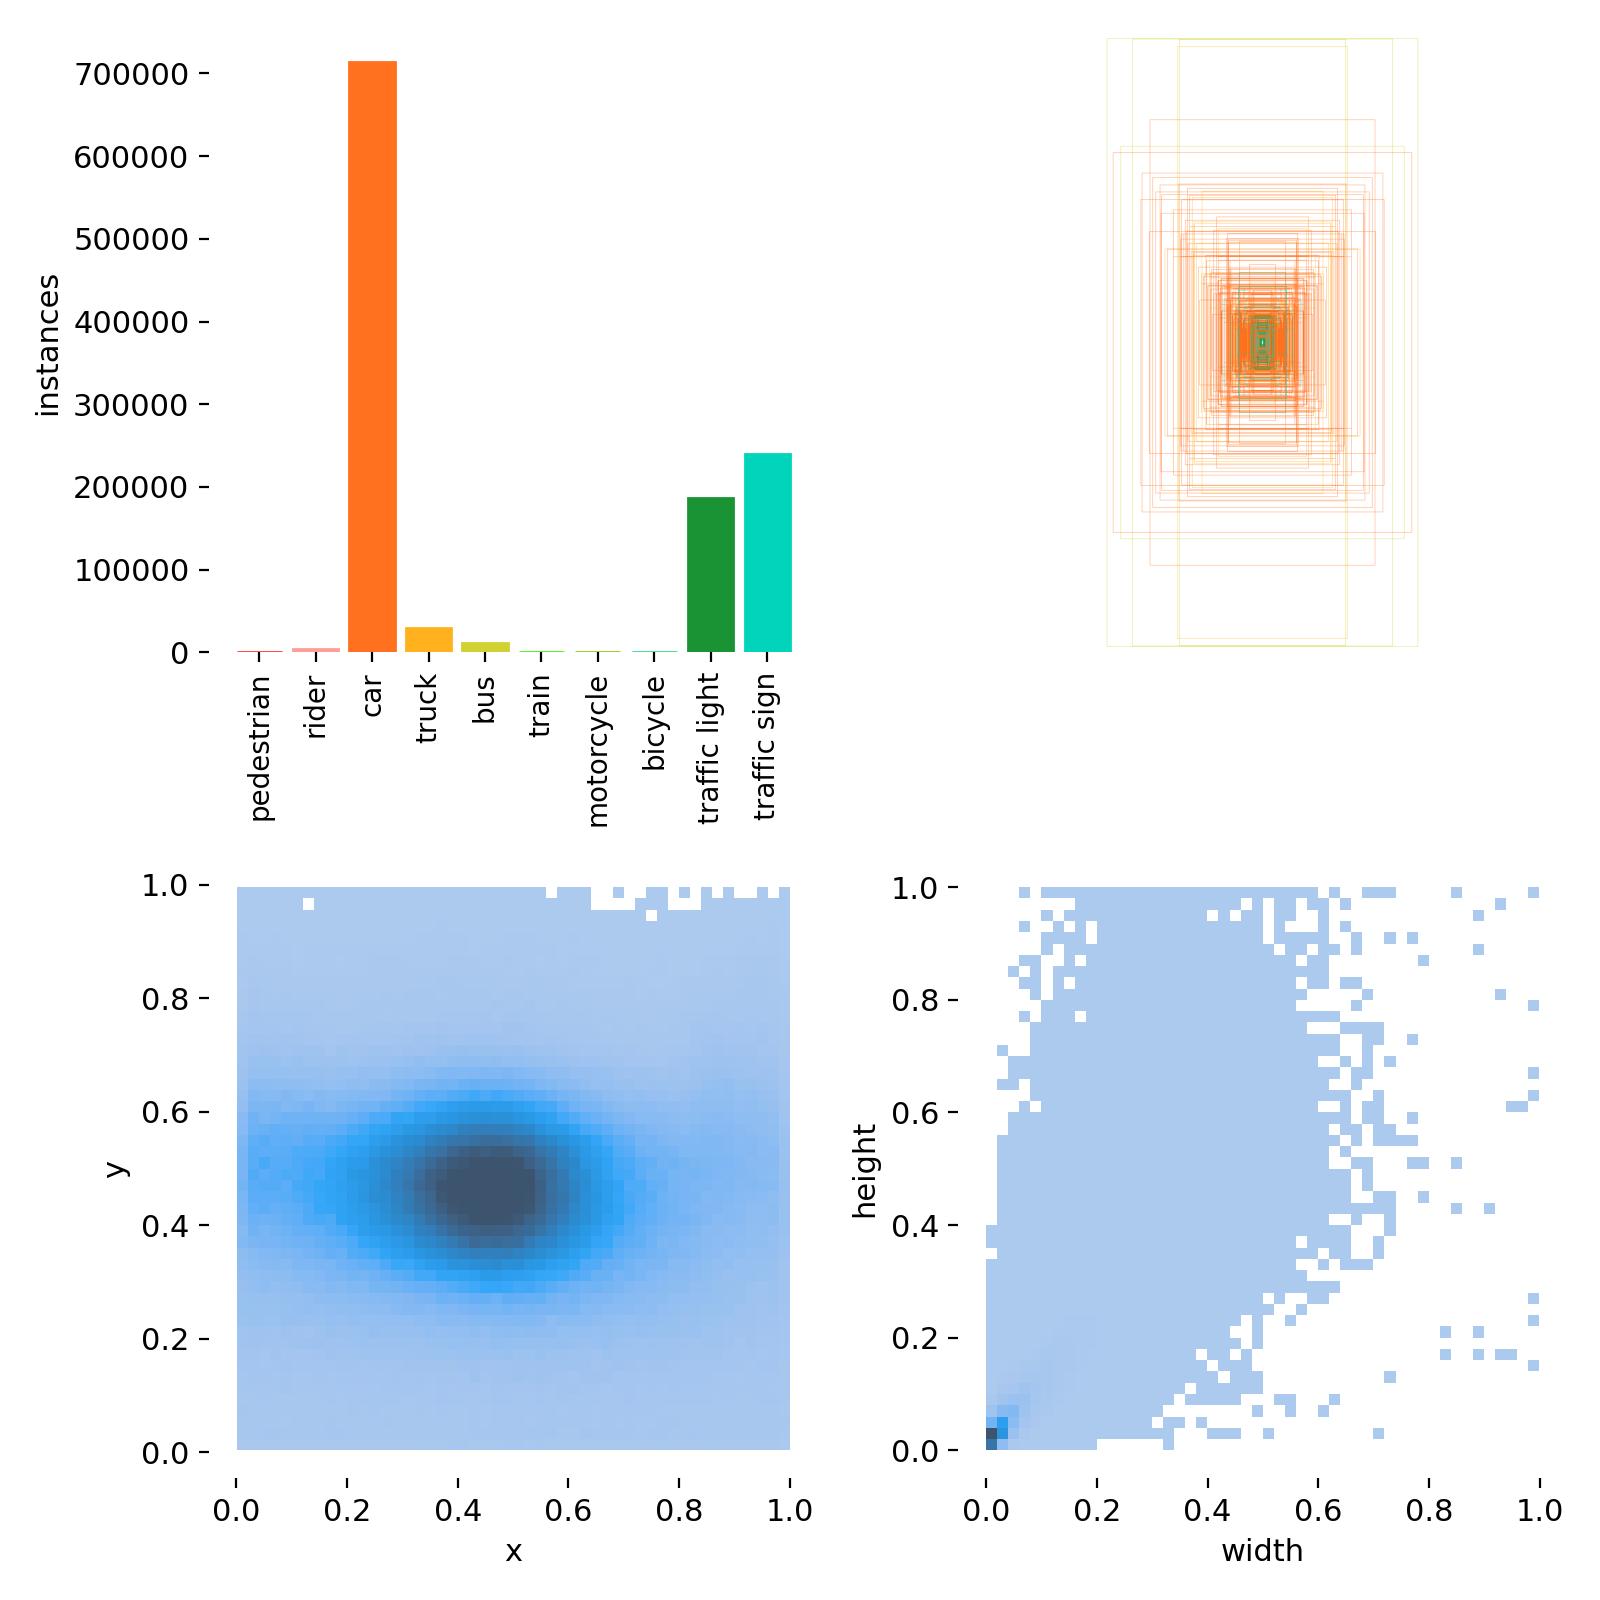 700000
600000
500000
400000
300000
200000
100000
0
instances
pedestrian
rider
car
truck
bus
train
motorcycle
bicycle
traffic light
traffic sign
1.0
0.8
0.6
0.4
0.2
0.0
y
0.0 0.2 0.4 0.6 0.8 1.0
x
1.0
0.8
0.6
0.4
0.2
0.0
height
0.0 0.2 0.4 0.6 0.8 1.0
width